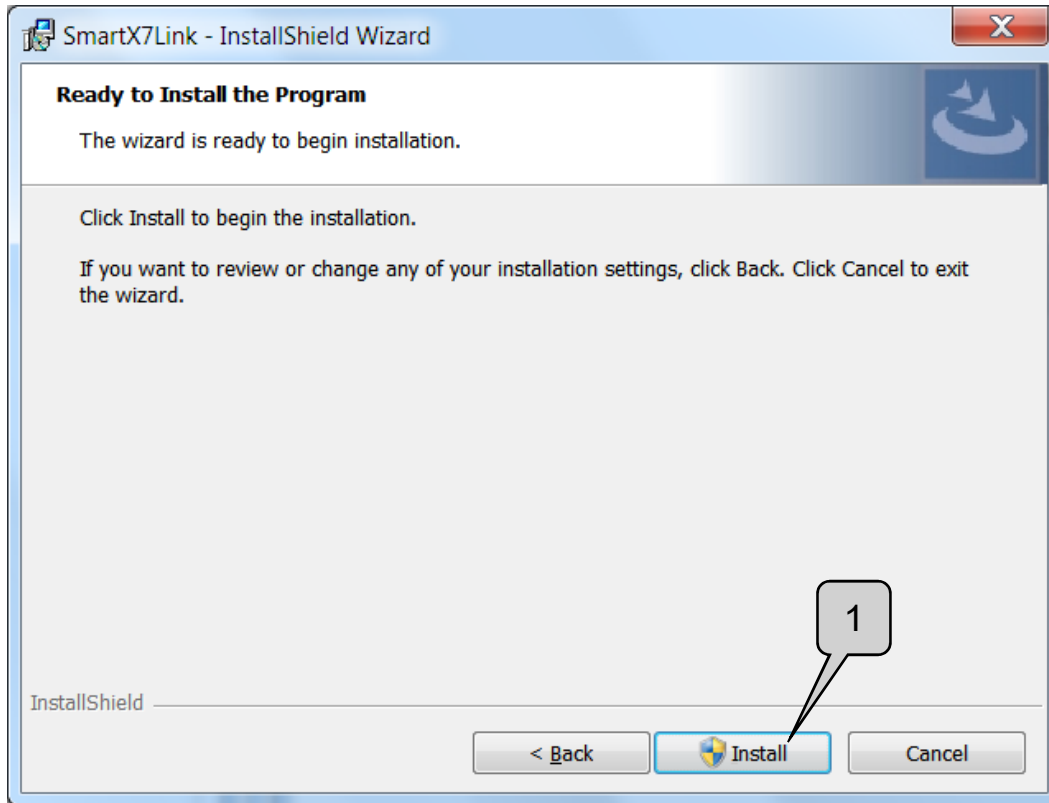 SmartX7Link - InstallShield Wizard
Ready to Install the Program
The wizard is ready to begin installation.
Click Install to begin the installation.
If you want to review or change any of your installation settings, click Back. Click Cancel to exit
the wizard.
1
InstallShield
< Back
Install
Cancel